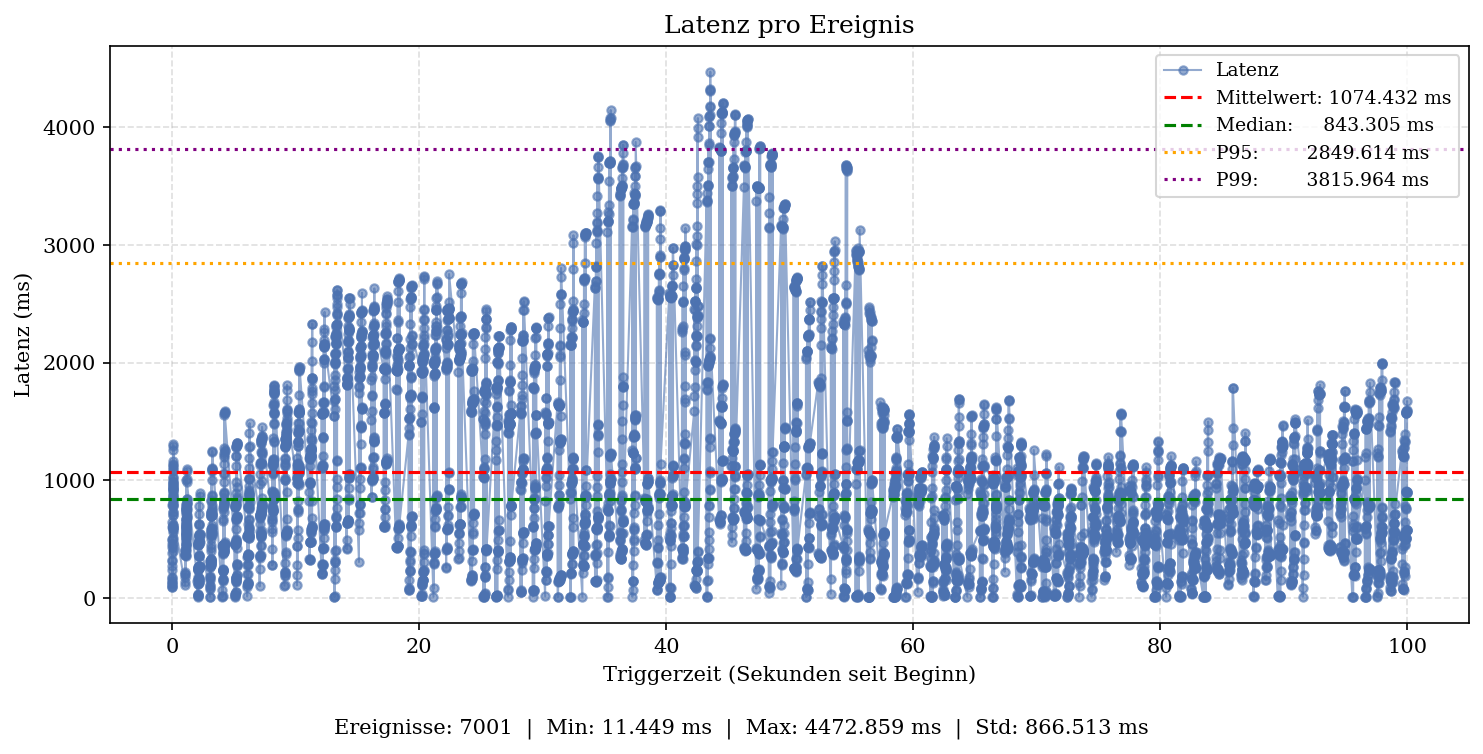 Latenz pro Ereignis
Latenz (ms)
4000
3000
2000
1000
0
Latenz
Mittelwert: 1074.432 ms
Median: 843.305 ms
P95: 2849.614 ms
P99: 3815.964 ms
0 20 40 60 80 100
Triggerzeit (Sekunden seit Beginn)
Ereignisse: 7001 | Min: 11.449 ms | Max: 4472.859 ms | Std: 866.513 ms